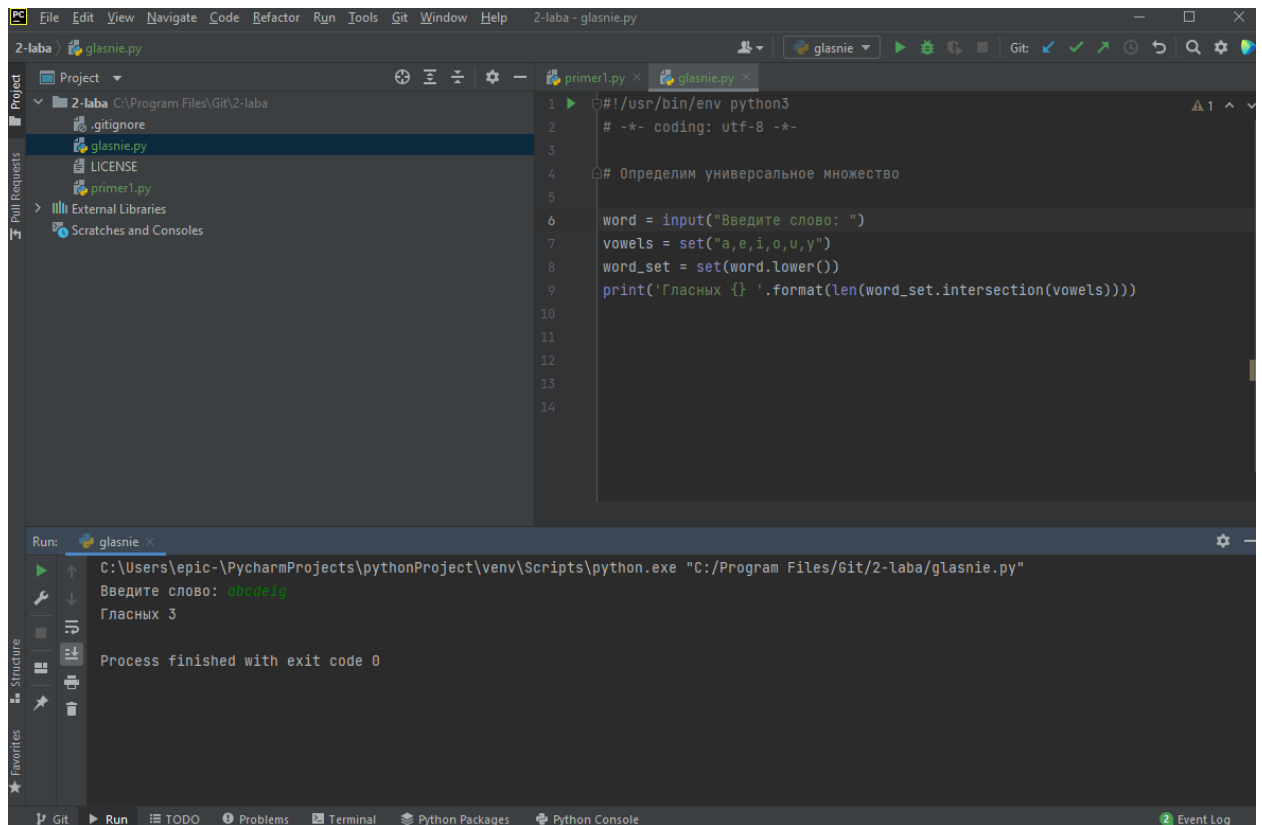 PC File Edit View Navigate Code Refactor Run Tools Git Window Help 2-laba - glasnie.py
2-laba glasnie.py glasnie Git:
Project
primer1.py glasnie.py
2-laba C:\Program Files\Git\2-laba
.gitignore
glasnie.py
LICENSE
primer1.py
External Libraries
Scratches and Consoles
Project
Pull Requests
1 #!/usr/bin/env python3
2 # -*- coding: utf-8 -*-
3
4 # Определим универсальное множество
5
6 word = input("Введите слово: ")
7 vowels = set("a,e,i,o,u,y")
8 word_set = set(word.lower())
9 print('Гласных {} '.format(len(word_set.intersection(vowels))))
10
11
12
13
14
1
Run: glasnie
C:\Users\epic-\PycharmProjects\pythonProject\venv\Scripts\python.exe "C:/Program Files/Git/2-laba/glasnie.py"
Введите слово: abcdeig
Гласных 3
Process finished with exit code 0
Structure
Favorites
Git Run TODO Problems Terminal Python Packages Python Console 2 Event Log